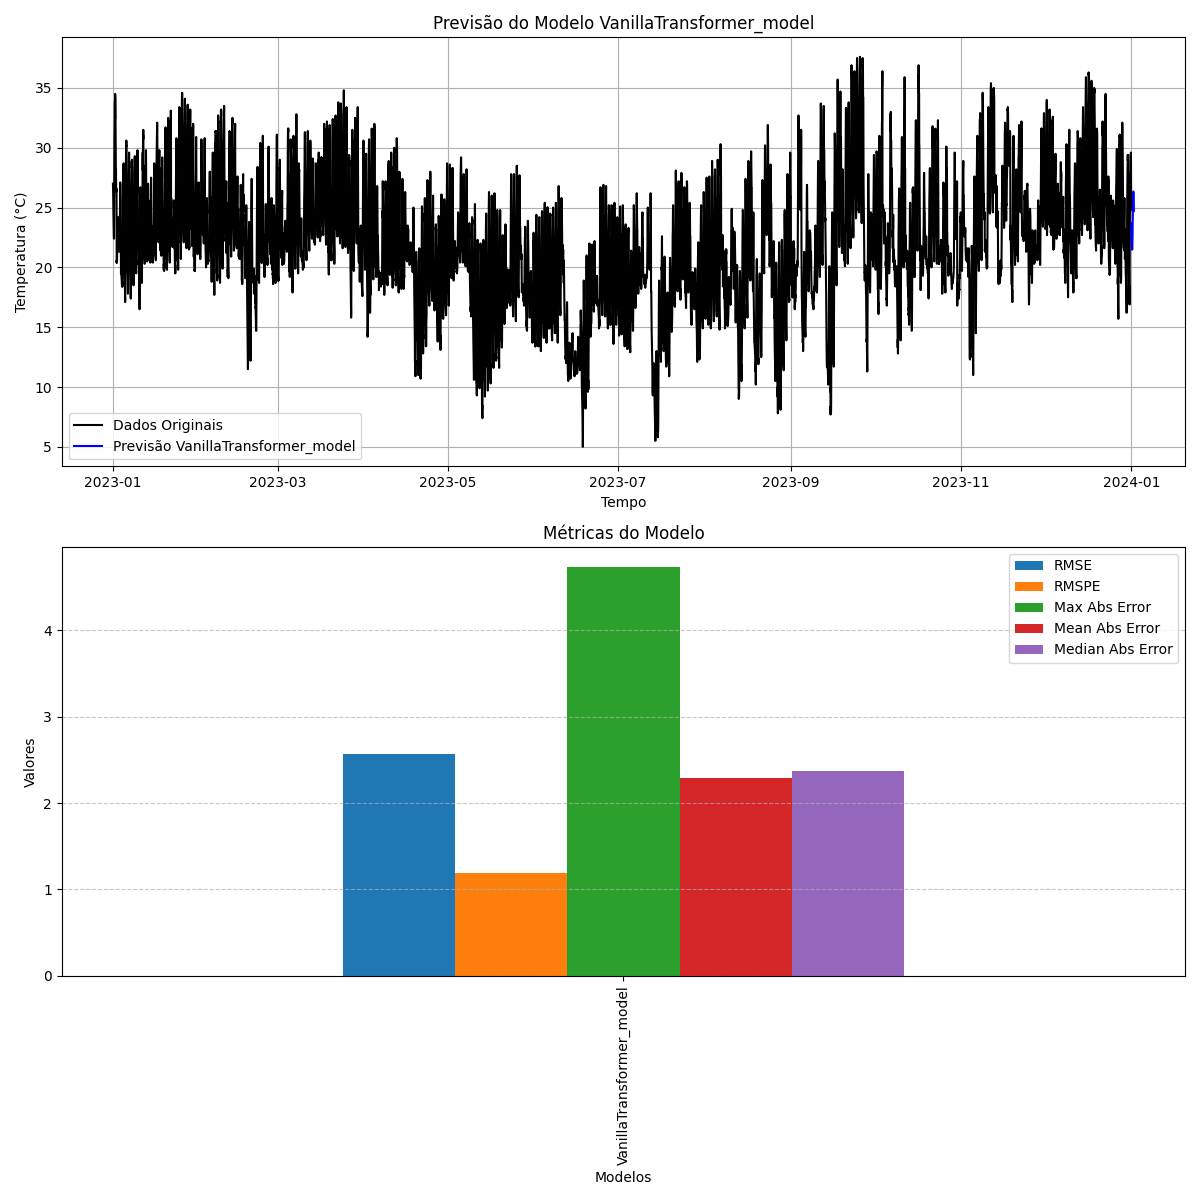 Previsão do Modelo VanillaTransformer_model
Temperatura (°C)
35
30
25
20
15
10
5
Dados Originais
Previsão VanillaTransformer_model
2023-01 2023-03 2023-05 2023-07 2023-09 2023-11 2024-01
Tempo
Métricas do Modelo
Valores
4
3
2
1
0
RMSE
RMSPE
Max Abs Error
Mean Abs Error
Median Abs Error
VanillaTransformer_model
Modelos